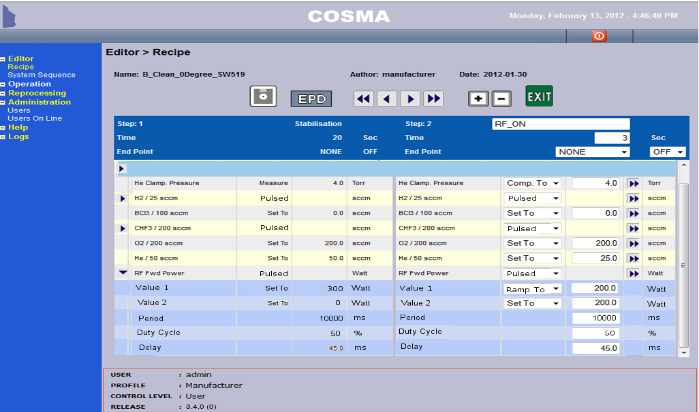 COSMA
Monday, February 13, 2012 - 4:46:40 PM
Editor
Recipe
System Sequence
Operation
Reprocessing
Administration
Users
Users On Line
Help
Logs
Editor > Recipe
Name: B_Clean_0Degree_SW519 Author: manufacturer Date: 2012-01-30
EPD EXIT
Step: 1 Stabilisation Step: 2 RF_ON
Time 20 Sec Time 3 Sec
End Point NONE OFF End Point NONE OFF
He Clamp. Pressure Measure 4.0 Torr He Clamp. Pressure Comp. To 4.0 Torr
H2 / 25 sccm Pulsed sccm H2 / 25 sccm Pulsed sccm
BCl3 / 100 sccm Set To 0.0 sccm BCl3 / 100 sccm Set To 0.0 sccm
CHF3 / 200 sccm Pulsed sccm CHF3 / 200 sccm Pulsed sccm
O2 / 200 sccm Set To 200.0 sccm O2 / 200 sccm Set To 200.0 sccm
He / 50 sccm Set To 50.0 sccm He / 50 sccm Set To 25.0 sccm
RF Fwd Power Pulsed Watt RF Fwd Power Pulsed Watt
Value 1 Set To 300 Watt Value 1 Ramp. To 200.0 Watt
Value 2 Set To 0 Watt Value 2 Set To 200.0 Watt
Period 10000 ms Period 10000 ms
Duty Cycle 50 % Duty Cycle 50 %
Delay 45.0 ms Delay 45.0 ms
USER : admin
PROFILE : Manufacturer
CONTROL LEVEL : User
RELEASE : 3.4.0 (0)